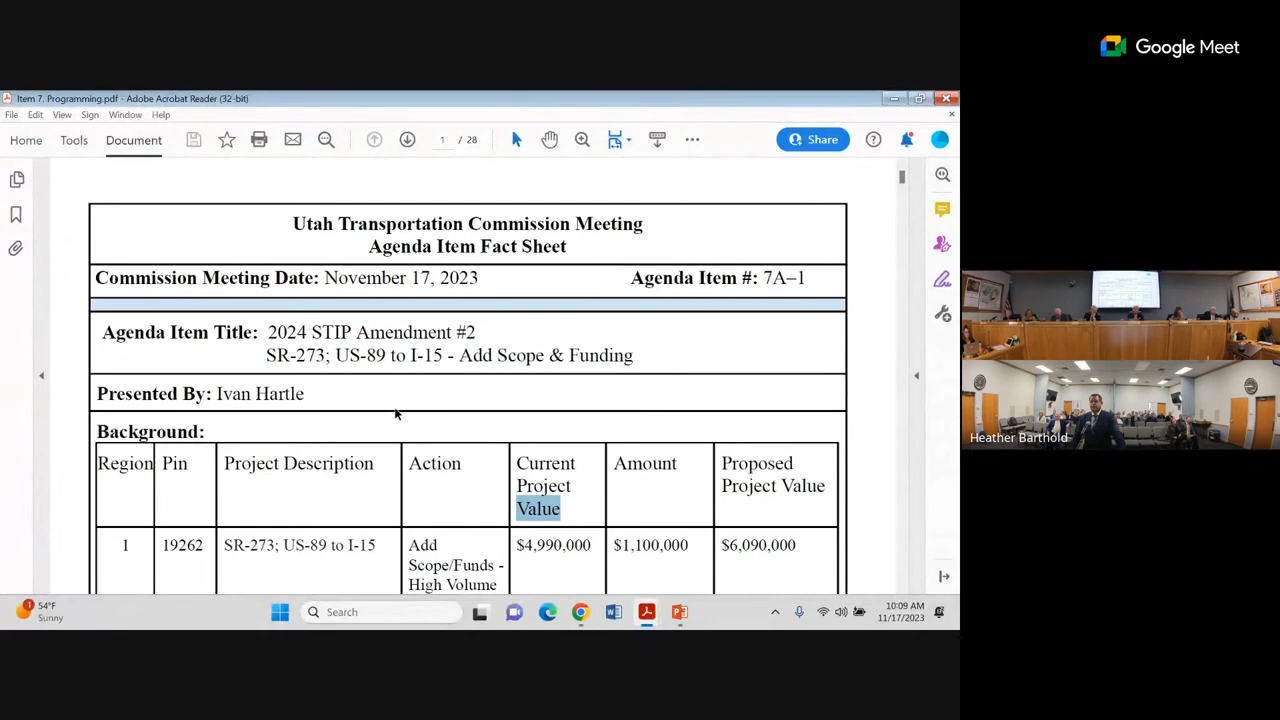 Google Meet
Item 7. Programming.pdf - Adobe Acrobat Reader (32-bit)
File Edit View Sign Window Help
Home Tools Document 1 / 28 Share
Utah Transportation Commission Meeting
Agenda Item Fact Sheet
Commission Meeting Date: November 17, 2023 Agenda Item #: 7A–1
Agenda Item Title: 2024 STIP Amendment #2
SR-273; US-89 to I-15 - Add Scope & Funding
Presented By: Ivan Hartle
Background:
Region Pin Project Description Action Current Project Value Amount Proposed Project Value
1 19262 SR-273; US-89 to I-15 Add Scope/Funds - High Volume $4,990,000 $1,100,000 $6,090,000
Heather Barthold
1 54°F
Sunny
Search
10:09 AM
11/17/2023